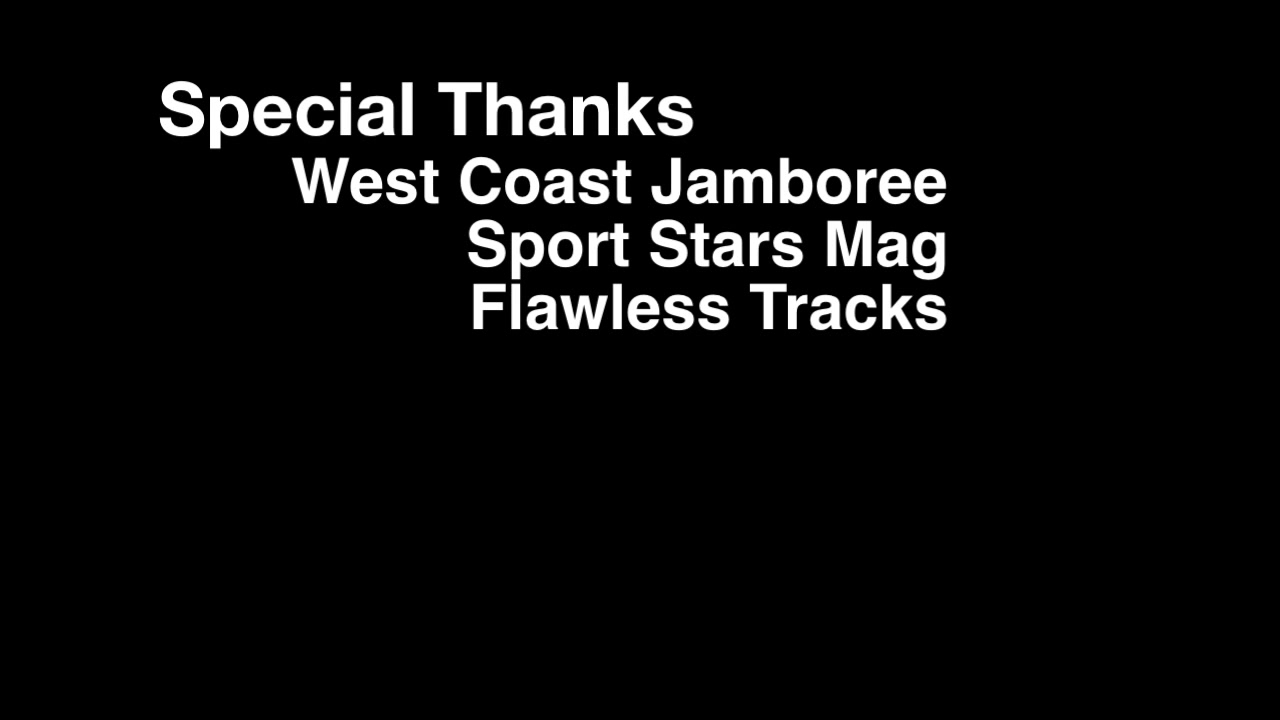 Special Thanks
West Coast Jamboree
Sport Stars Mag
Flawless Tracks